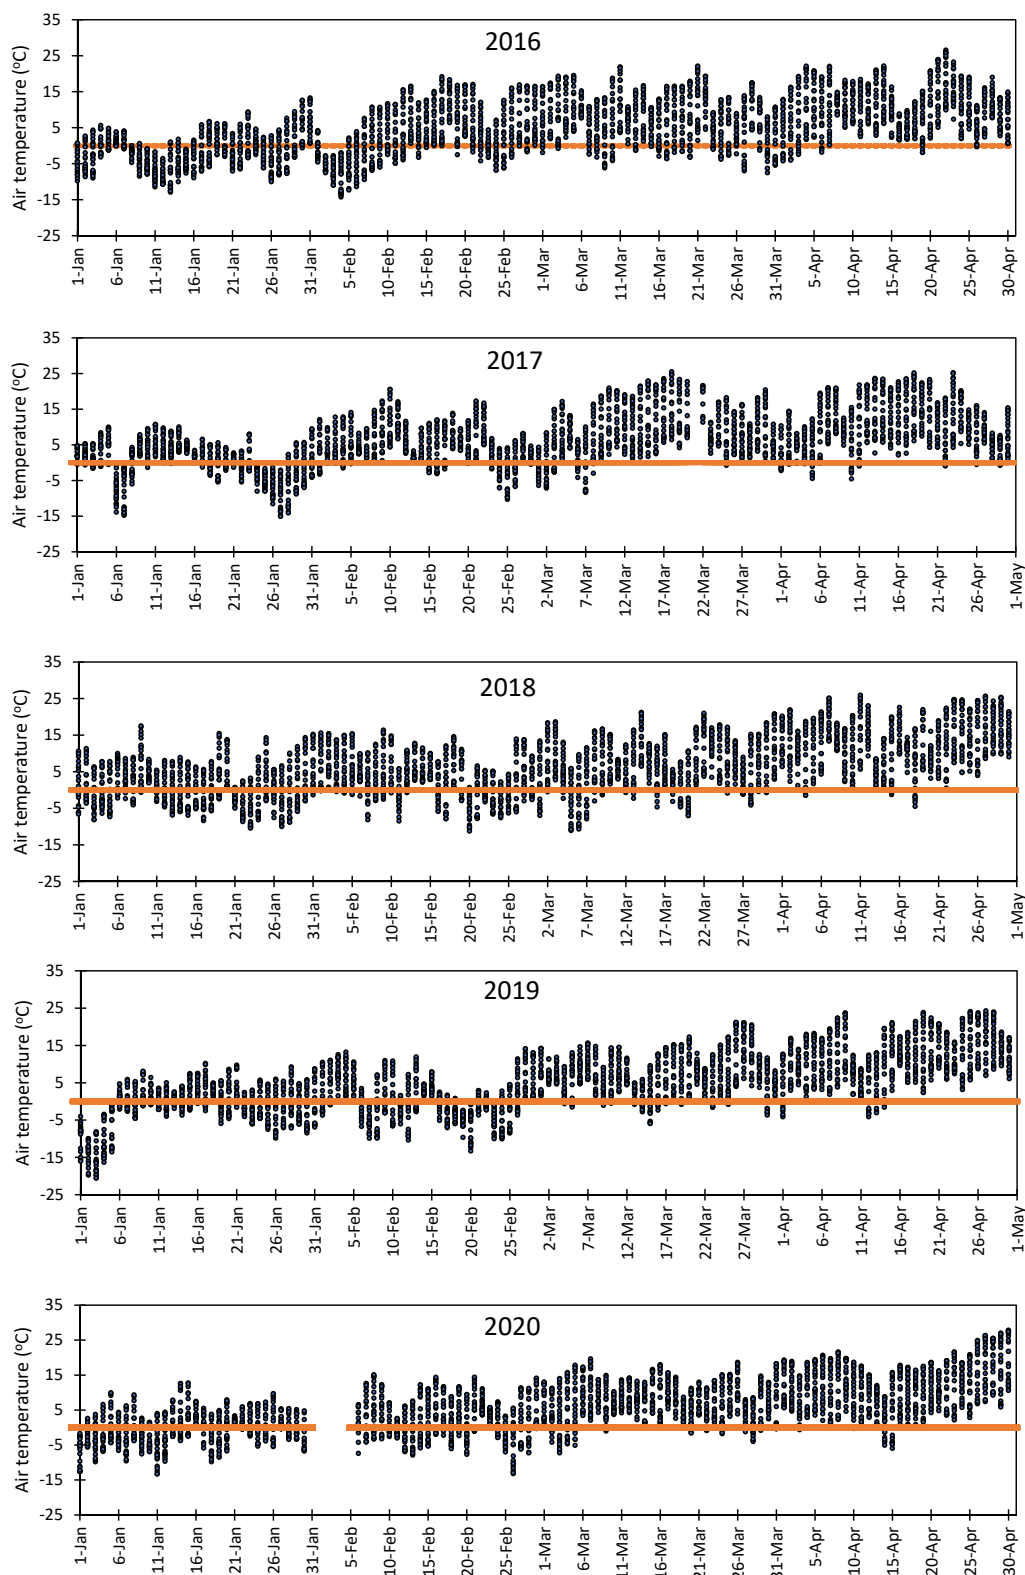 2016
Air temperature (ºC)
35
25
15
5
-5
-15
-25
1-Jan
6-Jan
11-Jan
16-Jan
21-Jan
26-Jan
31-Jan
5-Feb
10-Feb
15-Feb
20-Feb
25-Feb
1-Mar
6-Mar
11-Mar
16-Mar
21-Mar
26-Mar
31-Mar
5-Apr
10-Apr
15-Apr
20-Apr
25-Apr
30-Apr
2017
Air temperature (ºC)
35
25
15
5
-5
-15
-25
1-Jan
6-Jan
11-Jan
16-Jan
21-Jan
26-Jan
31-Jan
5-Feb
10-Feb
15-Feb
20-Feb
25-Feb
2-Mar
7-Mar
12-Mar
17-Mar
22-Mar
27-Mar
1-Apr
6-Apr
11-Apr
16-Apr
21-Apr
26-Apr
1-May
2018
Air temperature (ºC)
35
25
15
5
-5
-15
-25
1-Jan
6-Jan
11-Jan
16-Jan
21-Jan
26-Jan
31-Jan
5-Feb
10-Feb
15-Feb
20-Feb
25-Feb
2-Mar
7-Mar
12-Mar
17-Mar
22-Mar
27-Mar
1-Apr
6-Apr
11-Apr
16-Apr
21-Apr
26-Apr
1-May
2019
Air temperature (ºC)
35
25
15
5
-5
-15
-25
1-Jan
6-Jan
11-Jan
16-Jan
21-Jan
26-Jan
31-Jan
5-Feb
10-Feb
15-Feb
20-Feb
25-Feb
2-Mar
7-Mar
12-Mar
17-Mar
22-Mar
27-Mar
1-Apr
6-Apr
11-Apr
16-Apr
21-Apr
26-Apr
1-May
2020
Air temperature (ºC)
35
25
15
5
-5
-15
-25
1-Jan
6-Jan
11-Jan
16-Jan
21-Jan
26-Jan
31-Jan
5-Feb
10-Feb
15-Feb
20-Feb
25-Feb
1-Mar
6-Mar
11-Mar
16-Mar
21-Mar
26-Mar
31-Mar
5-Apr
10-Apr
15-Apr
20-Apr
25-Apr
30-Apr